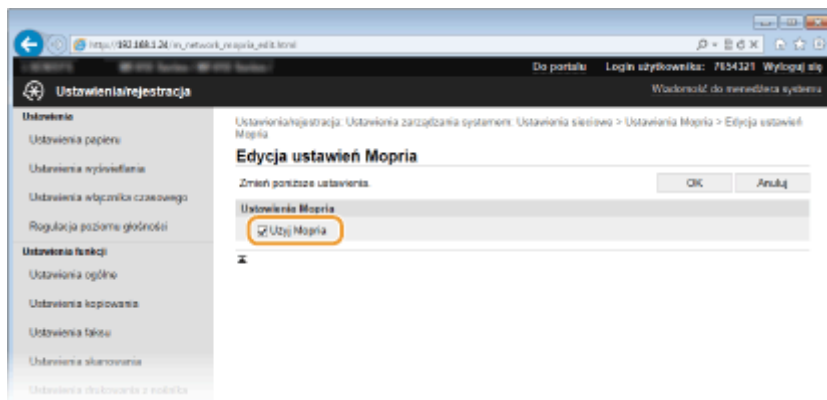 http://192.168.1.24/m_network_mopria_edit.html
Do portalu Login użytkownika: 7654321 Wyloguj się
Ustawienia/rejestracja
Wiadomość do menedżera systemu
Ustawienia
Ustawienia papieru
Ustawienia wyświetlania
Ustawienia włącznika czasowego
Regulacja poziomu głośności
Ustawienia funkcji
Ustawienia ogólne
Ustawienia kopiowania
Ustawienia faksu
Ustawienia skanowania
Ustawienia drukowania z nośnika
Ustawienia/rejestracja: Ustawienia zarządzania systemem: Ustawienia sieciowe > Ustawienia Mopria > Edycja ustawień
Mopria
Edycja ustawień Mopria
Zmień poniższe ustawienia.
OK Anuluj
Ustawienia Mopria
Użyj Mopria